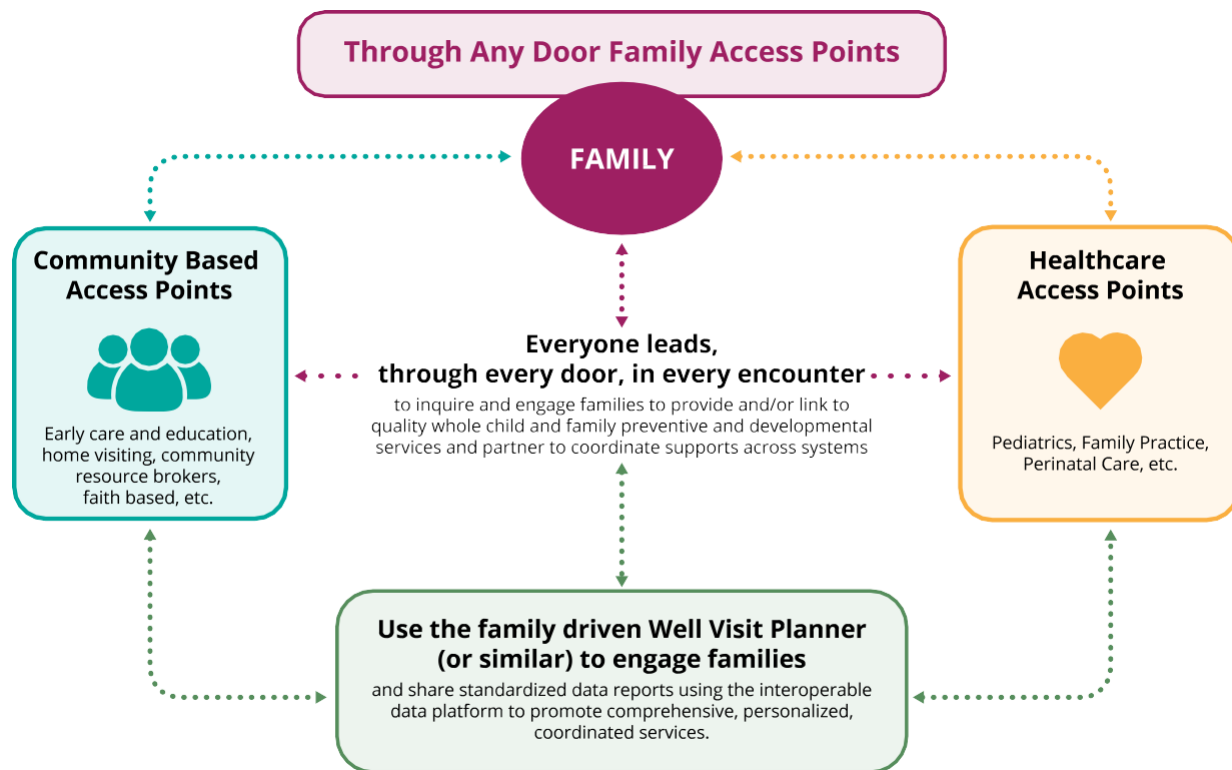 Through Any Door Family Access Points
FAMILY
Community Based
Access Points
Early care and education,
home visiting, community
resource brokers,
faith based, etc.
Everyone leads,
through every door, in every encounter
to inquire and engage families to provide and/or link to
quality whole child and family preventive and developmental
services and partner to coordinate supports across systems
Healthcare
Access Points
Pediatrics, Family Practice,
Perinatal Care, etc.
Use the family driven Well Visit Planner
(or similar) to engage families
and share standardized data reports using the interoperable
data platform to promote comprehensive, personalized,
coordinated services.